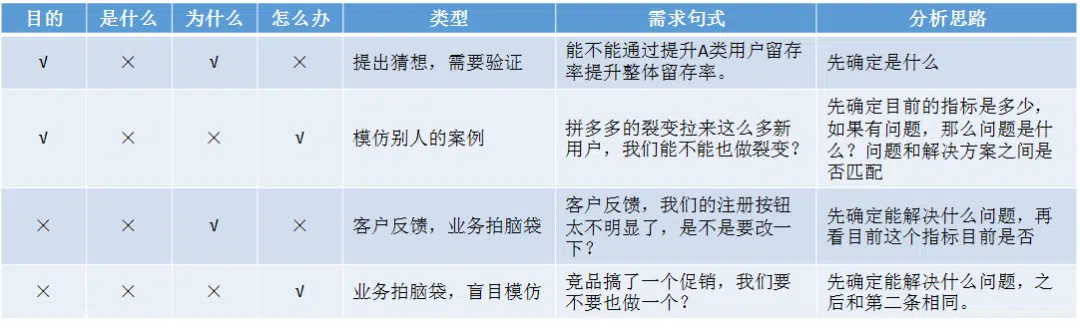 目的 是什么 为什么 怎么办 类型 需求句式 分析思路
√ × √ × 提出猜想，需要验证 能不能通过提升A类用户留存
率提升整体留存率。 先确定是什么
√ × × √ 模仿别人的案例 拼多多的裂变拉来这么多新
用户，我们能不能也做裂变？ 先确定目前的指标是多少，
如果有问题，那么问题是什
么？问题和解决方案之间是
否匹配
× × √ × 客户反馈，业务拍脑袋 客户反馈，我们的注册按钮
太不明显了，是不是要改一
下？ 先确定能解决什么问题，再
看目前这个指标目前是否
× × × √ 业务拍脑袋，盲目模仿 竞品搞了一个促销，我们要
不要也做一个？ 先确定能解决什么问题，之
后和第二条相同。